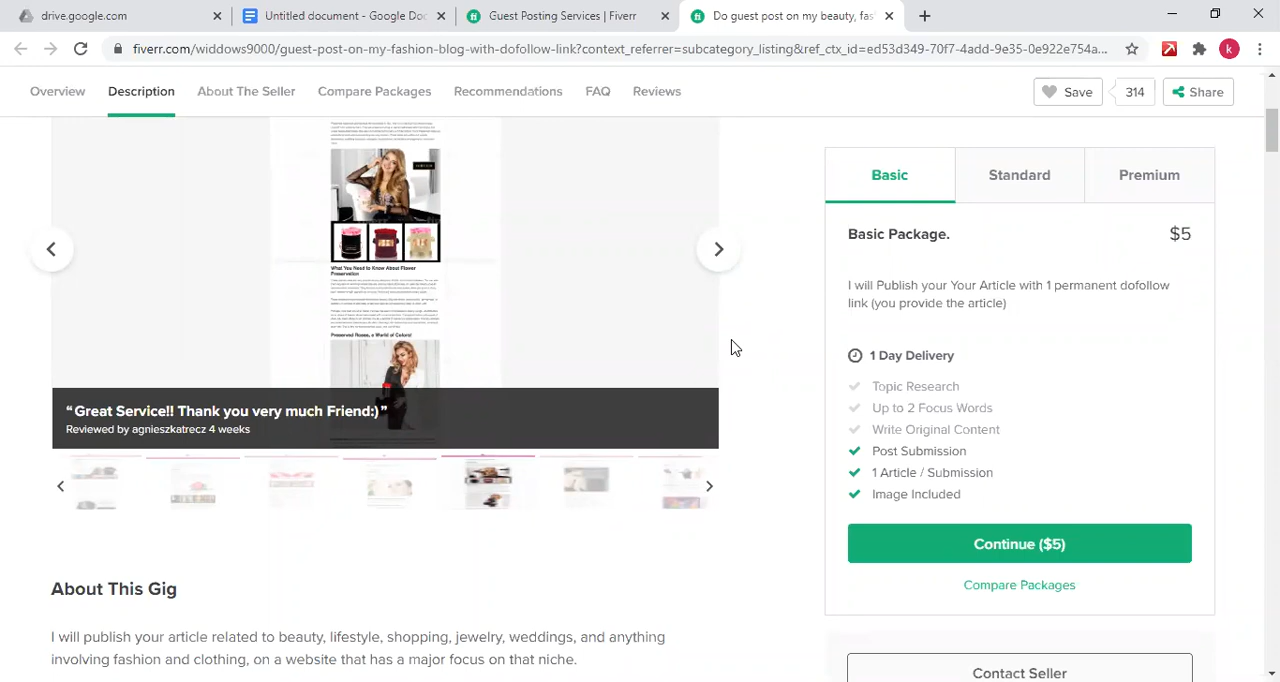 drive.google.com
Untitled document - Google Doc
Guest Posting Services | Fiverr
Do guest post on my beauty, fas
fiverr.com/widdows9000/guest-post-on-my-fashion-blog-with-dofollow-link?context_referrer=subcategory_listing&ref_ctx_id=ed53d349-70f7-4add-9e35-0e922e754a...
k
Overview
Description
About The Seller
Compare Packages
Recommendations
FAQ
Reviews
Save
314
Share
Basic
Standard
Premium
Basic Package.
$5
I will Publish your Your Article with 1 permanent dofollow
link (you provide the article)
1 Day Delivery
Topic Research
Up to 2 Focus Words
Write Original Content
Post Submission
1 Article / Submission
Image Included
Continue ($5)
Compare Packages
Contact Seller
What You Need to Know About Flower
Preservation
Preserved Roses, a World of Colors!
“Great Service!! Thank you very much Friend:)”
Reviewed by agnieszkatrecz 4 weeks
About This Gig
I will publish your article related to beauty, lifestyle, shopping, jewelry, weddings, and anything
involving fashion and clothing, on a website that has a major focus on that niche.